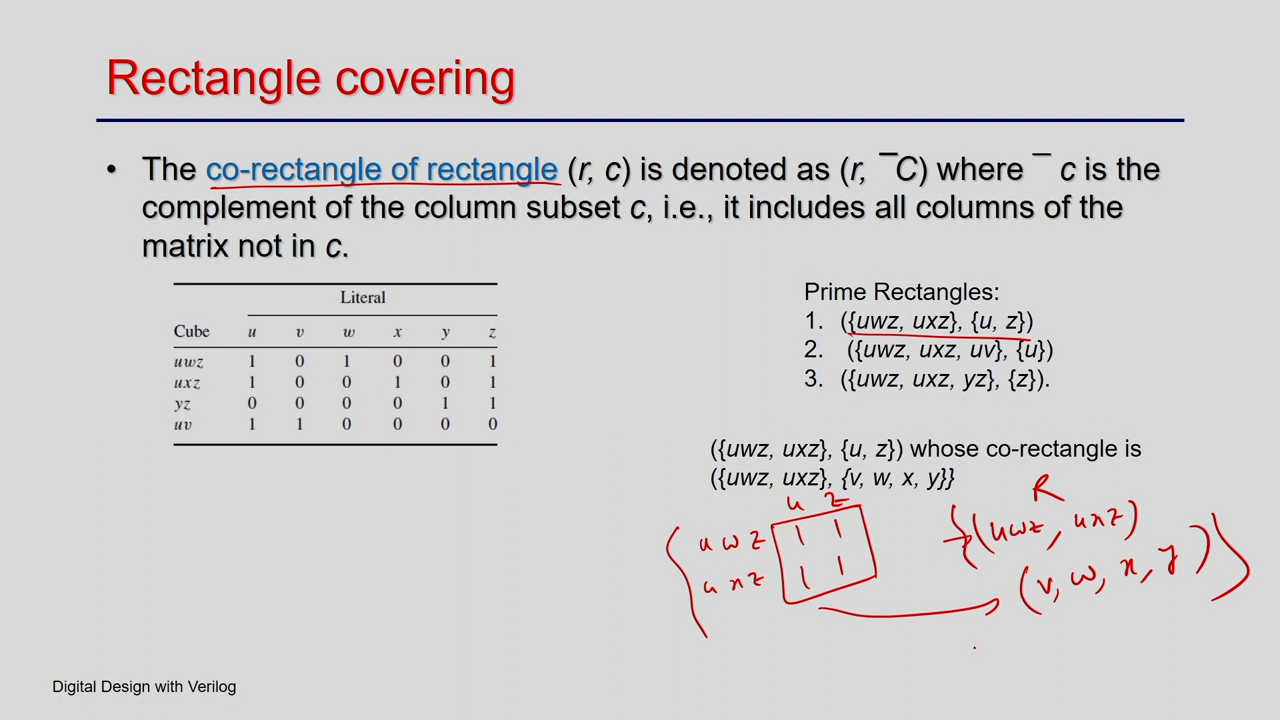 Rectangle covering
• The co-rectangle of rectangle (r, c) is denoted as (r, ¯C) where ¯ c is the
complement of the column subset c, i.e., it includes all columns of the
matrix not in c.
Literal
Cube u v w x y z
uwz 1 0 1 0 0 1
uxz 1 0 0 1 0 1
yz 0 0 0 0 1 1
uv 1 1 0 0 0 0
Prime Rectangles:
1. ({uwz, uxz}, {u, z})
2. ({uwz, uxz, uv}, {u})
3. ({uwz, uxz, yz}, {z}).
({uwz, uxz}, {u, z}) whose co-rectangle is
({uwz, uxz}, {v, w, x, y}}
u z
u w z 1 1
u x z 1 1
R
(uwz, uxz)
(v, w, x, y)
Digital Design with Verilog